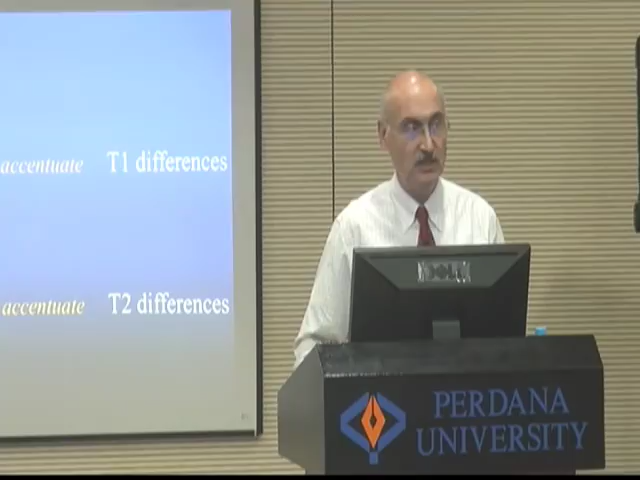 accentuate T1 differences
accentuate T2 differences
DELL
PERDANA
UNIVERSITY